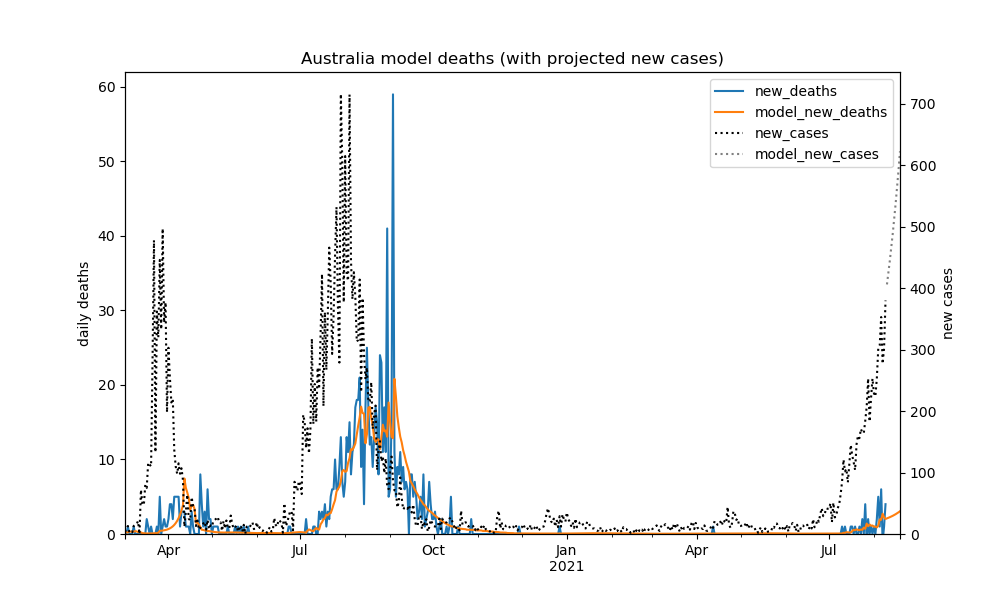 Australia model deaths (with projected new cases)
new_deaths
model_new_deaths
new_cases
model_new_cases
60
50
40
30
20
10
0
daily deaths
700
600
500
400
300
200
100
0
new cases
Apr Jul Oct Jan Apr Jul
2021